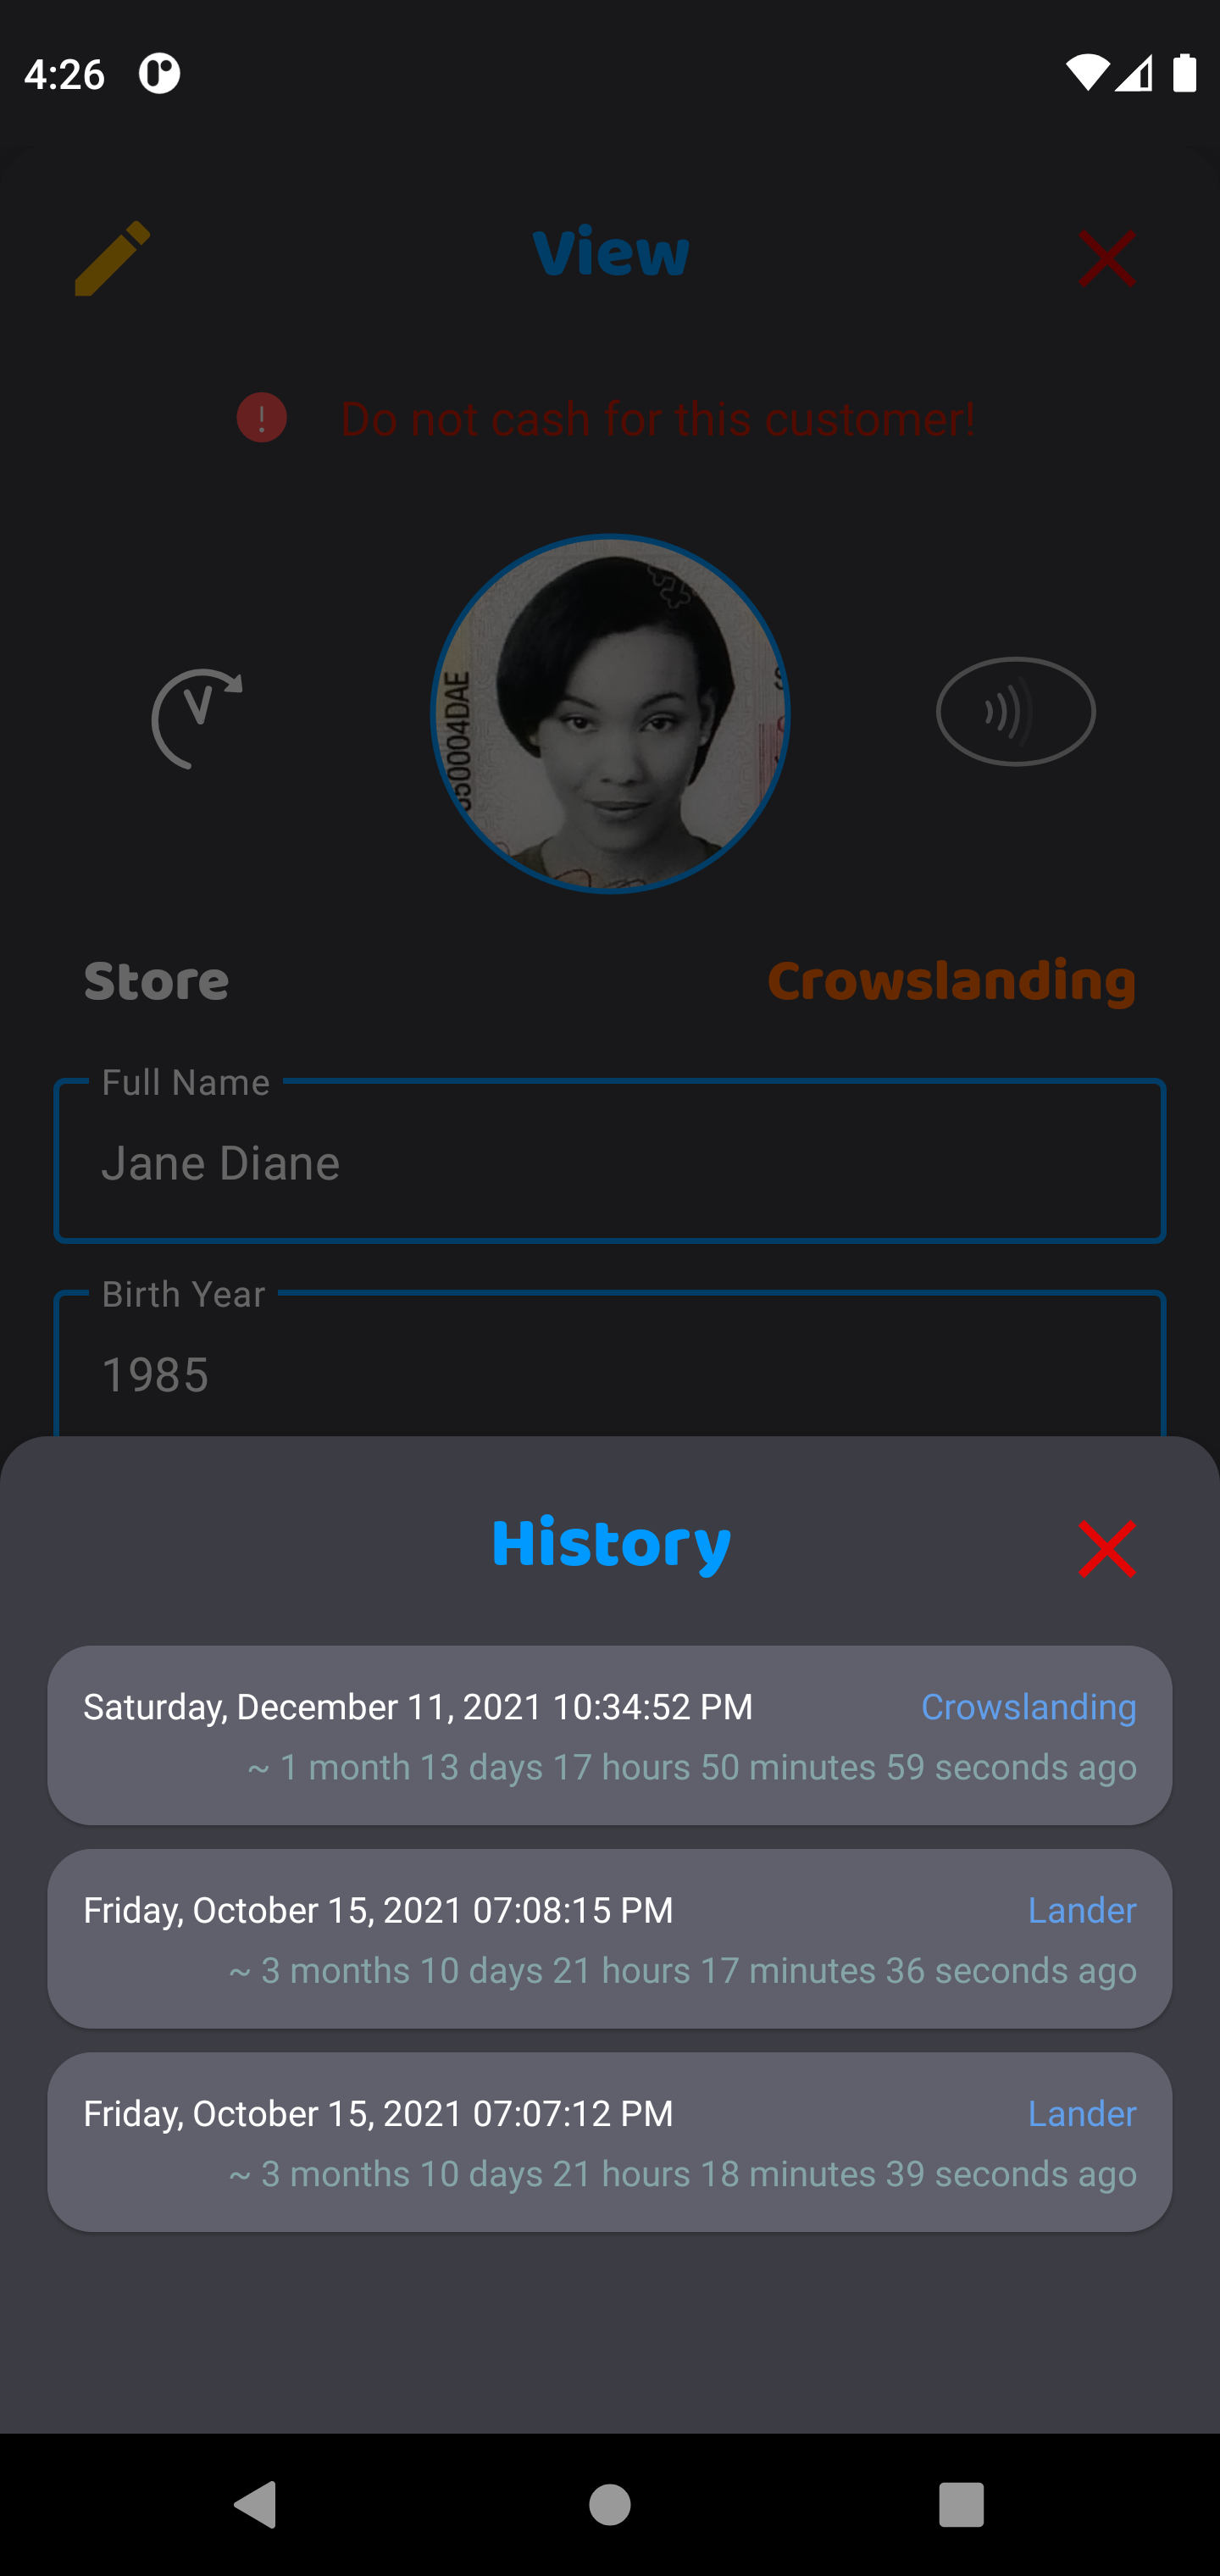 4:26
View
Do not cash for this customer!
550004DAE
Store Crowslanding
Full Name
Jane Diane
Birth Year
1985
History
Saturday, December 11, 2021 10:34:52 PM Crowslanding
~ 1 month 13 days 17 hours 50 minutes 59 seconds ago
Friday, October 15, 2021 07:08:15 PM Lander
~ 3 months 10 days 21 hours 17 minutes 36 seconds ago
Friday, October 15, 2021 07:07:12 PM Lander
~ 3 months 10 days 21 hours 18 minutes 39 seconds ago